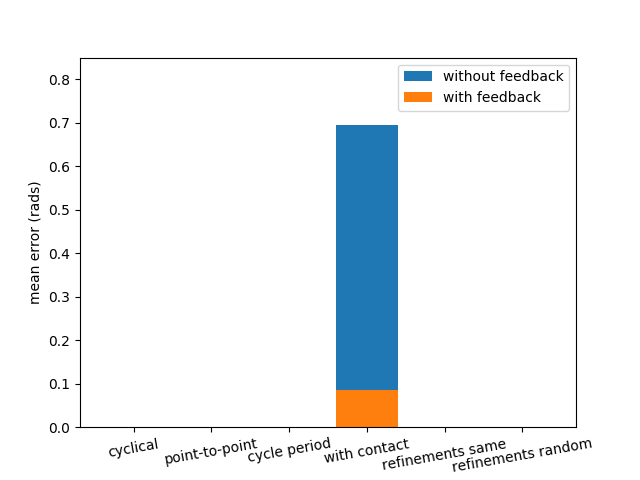 without feedback
with feedback
mean error (rads)
0.8
0.7
0.6
0.5
0.4
0.3
0.2
0.1
0.0
cyclical
point-to-point
cycle period
with contact
refinements same
refinements random